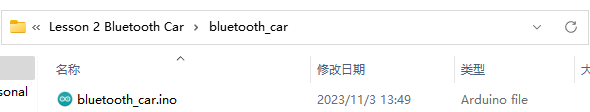 « Lesson 2 Bluetooth Car › bluetooth_car
名称 修改日期 类型 大
sonal
bluetooth_car.ino 2023/11/3 13:49 Arduino file